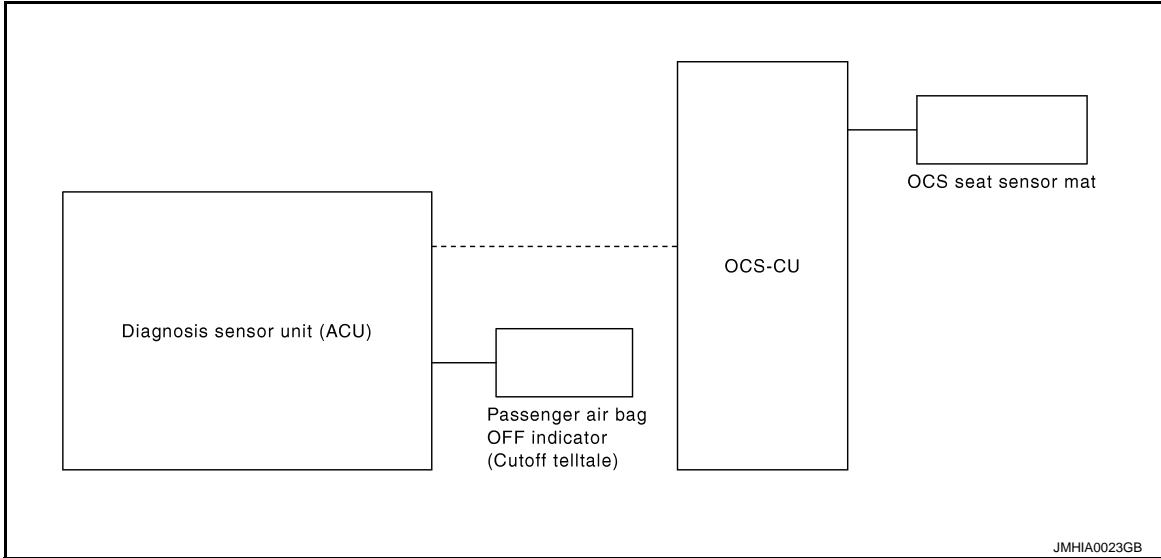 OCS seat sensor mat
OCS-CU
Diagnosis sensor unit (ACU)
Passenger air bag
OFF indicator
(Cutoff telltale)
JMHIA0023GB